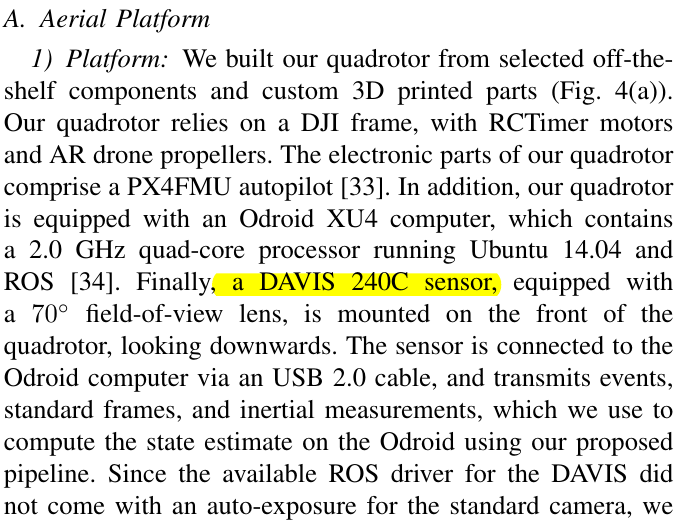 A. Aerial Platform
1) Platform: We built our quadrotor from selected off-the-
shelf components and custom 3D printed parts (Fig. 4(a)).
Our quadrotor relies on a DJI frame, with RCTimer motors
and AR drone propellers. The electronic parts of our quadrotor
comprise a PX4FMU autopilot [33]. In addition, our quadrotor
is equipped with an Odroid XU4 computer, which contains
a 2.0 GHz quad-core processor running Ubuntu 14.04 and
ROS [34]. Finally, a DAVIS 240C sensor, equipped with
a 70° field-of-view lens, is mounted on the front of the
quadrotor, looking downwards. The sensor is connected to the
Odroid computer via an USB 2.0 cable, and transmits events,
standard frames, and inertial measurements, which we use to
compute the state estimate on the Odroid using our proposed
pipeline. Since the available ROS driver for the DAVIS did
not come with an auto-exposure for the standard camera, we